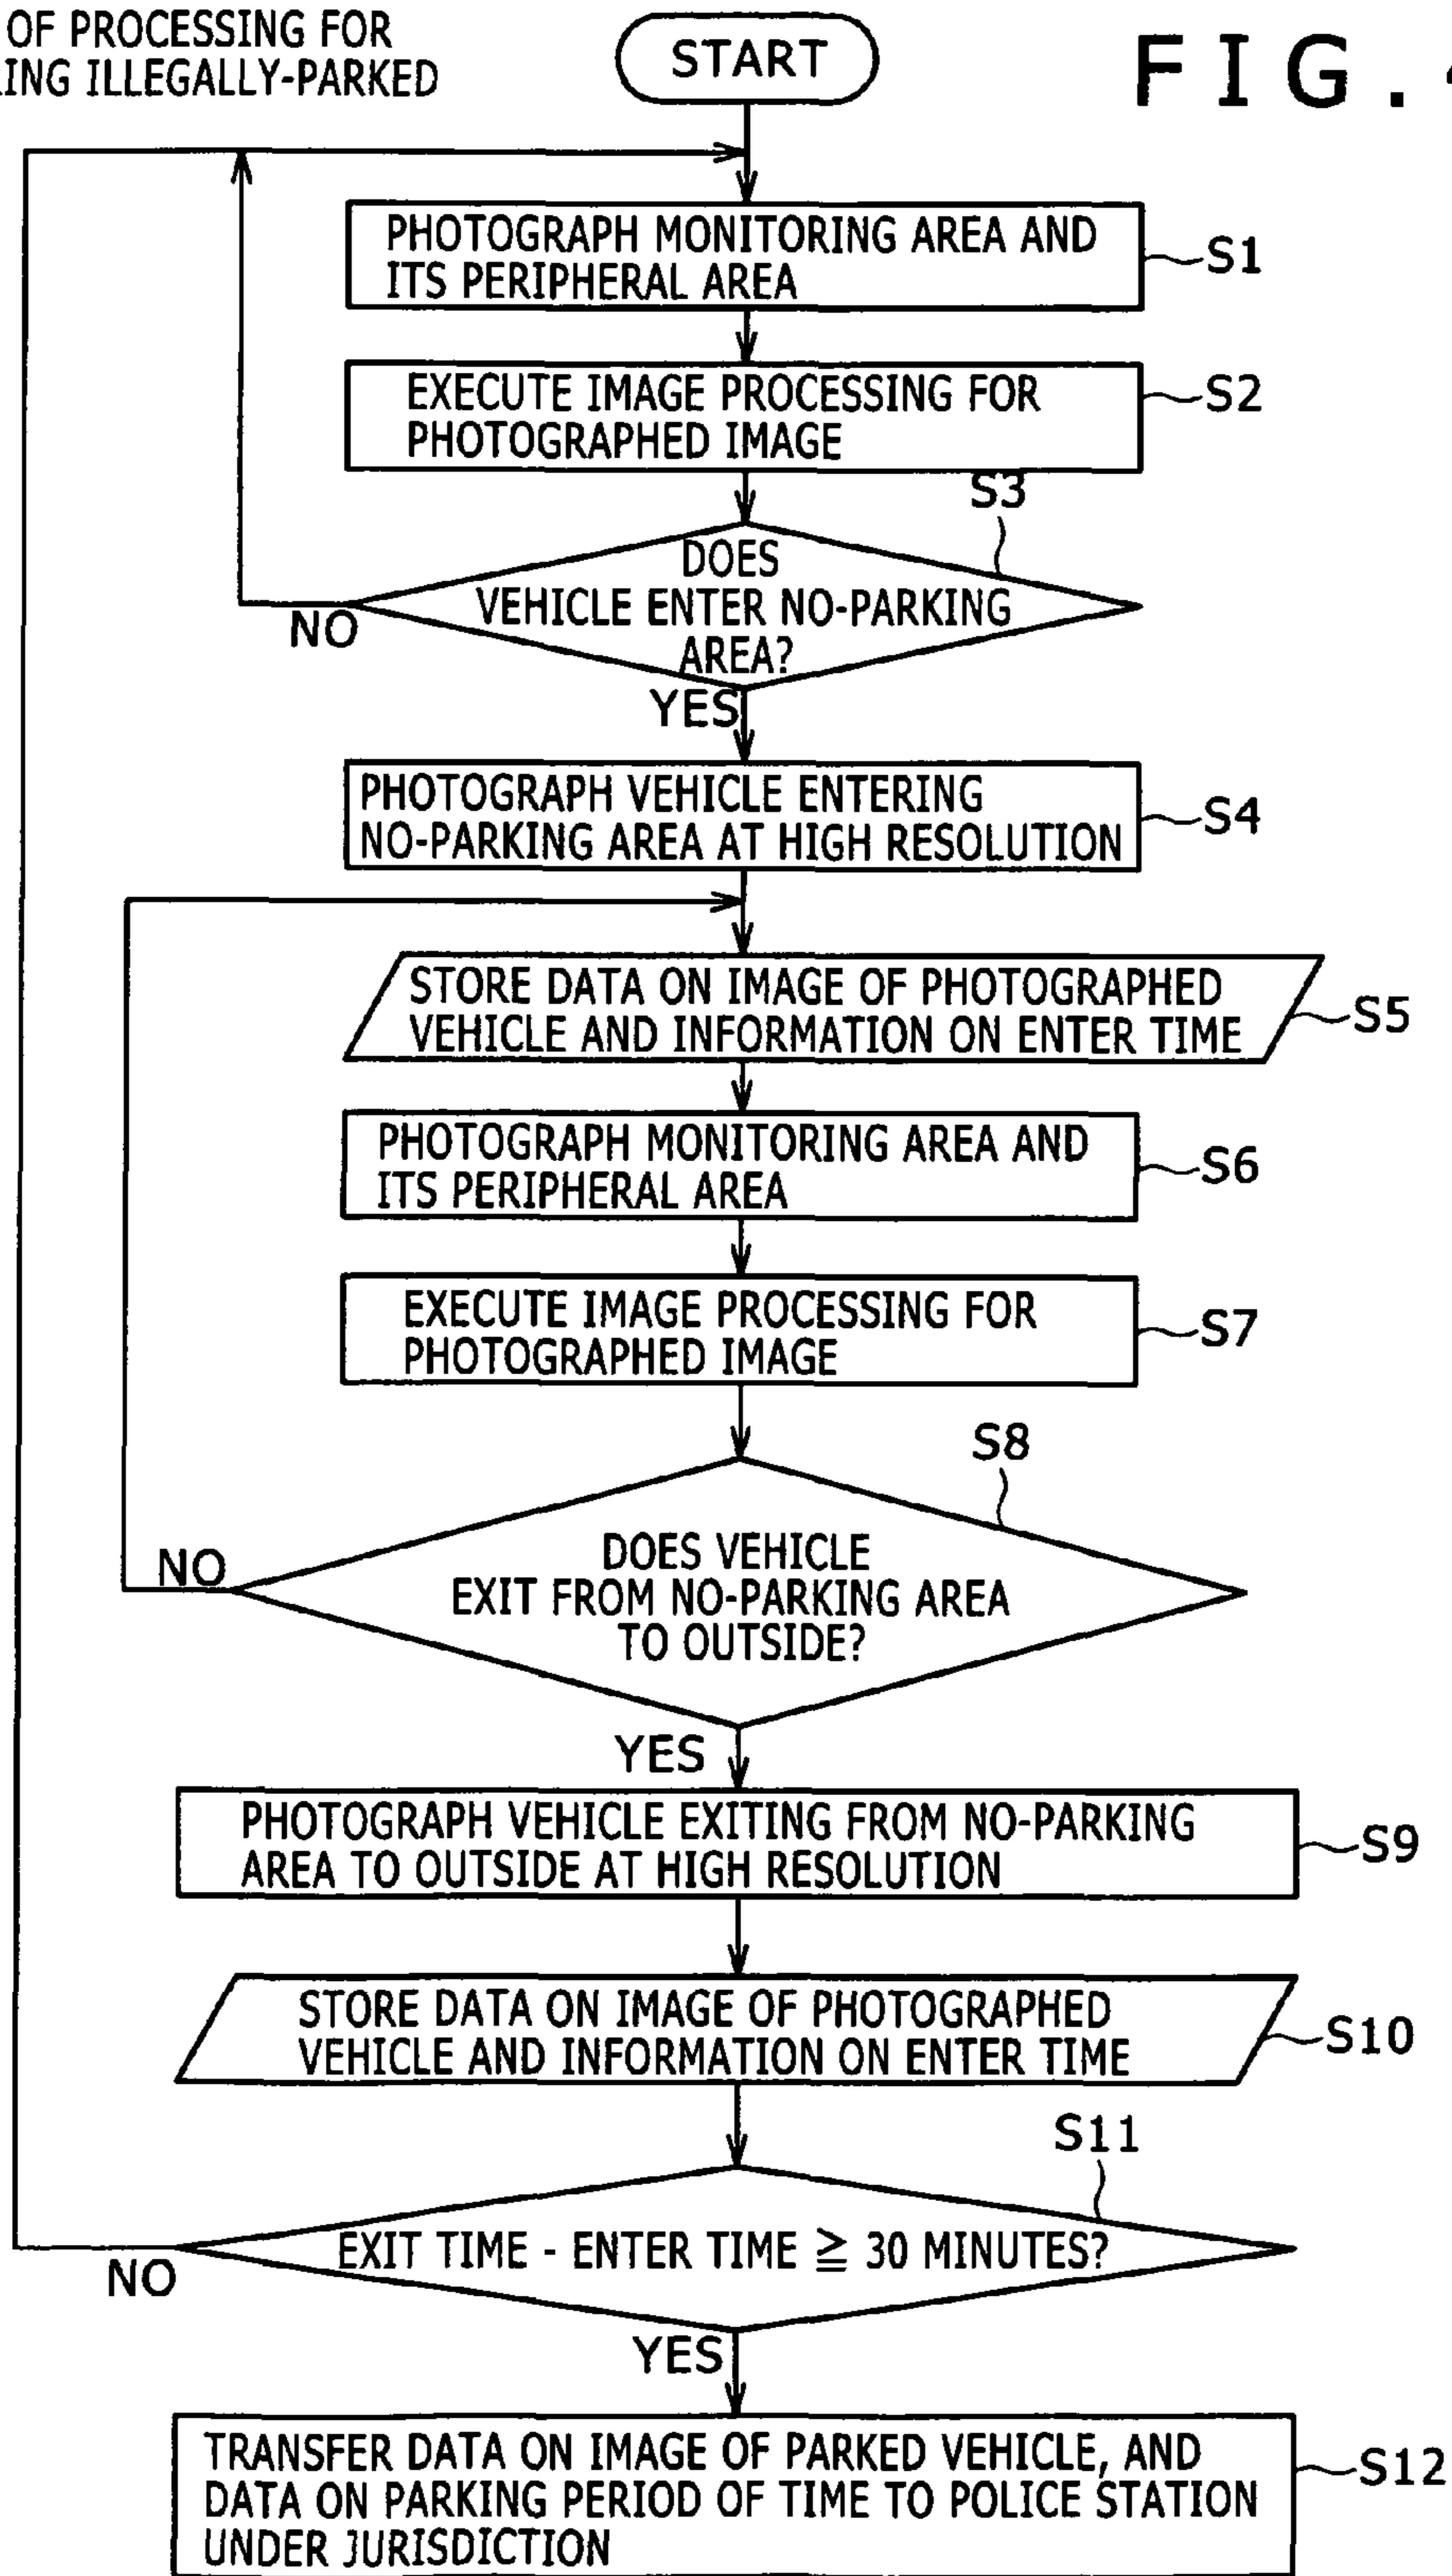 OF PROCESSING FOR
ILLEGALLY-PARKED
START
F I G .
PHOTOGRAPH MONITORING AREA AND
ITS PERIPHERAL AREA
S1
EXECUTE IMAGE PROCESSING FOR
PHOTOGRAPHED IMAGE
S2
S3
DOES
VEHICLE ENTER NO-PARKING
AREA?
NO
YES
PHOTOGRAPH VEHICLE ENTERING
NO-PARKING AREA AT HIGH RESOLUTION
S4
STORE DATA ON IMAGE OF PHOTOGRAPHED
VEHICLE AND INFORMATION ON ENTER TIME
S5
PHOTOGRAPH MONITORING AREA AND
ITS PERIPHERAL AREA
S6
EXECUTE IMAGE PROCESSING FOR
PHOTOGRAPHED IMAGE
S7
S8
DOES VEHICLE
EXIT FROM NO-PARKING AREA
TO OUTSIDE?
NO
YES
PHOTOGRAPH VEHICLE EXITING FROM NO-PARKING
AREA TO OUTSIDE AT HIGH RESOLUTION
S9
STORE DATA ON IMAGE OF PHOTOGRAPHED
VEHICLE AND INFORMATION ON ENTER TIME
S10
S11
EXIT TIME - ENTER TIME ≧ 30 MINUTES?
NO
YES
TRANSFER DATA ON IMAGE OF PARKED VEHICLE, AND
DATA ON PARKING PERIOD OF TIME TO POLICE STATION
UNDER JURISDICTION
S12